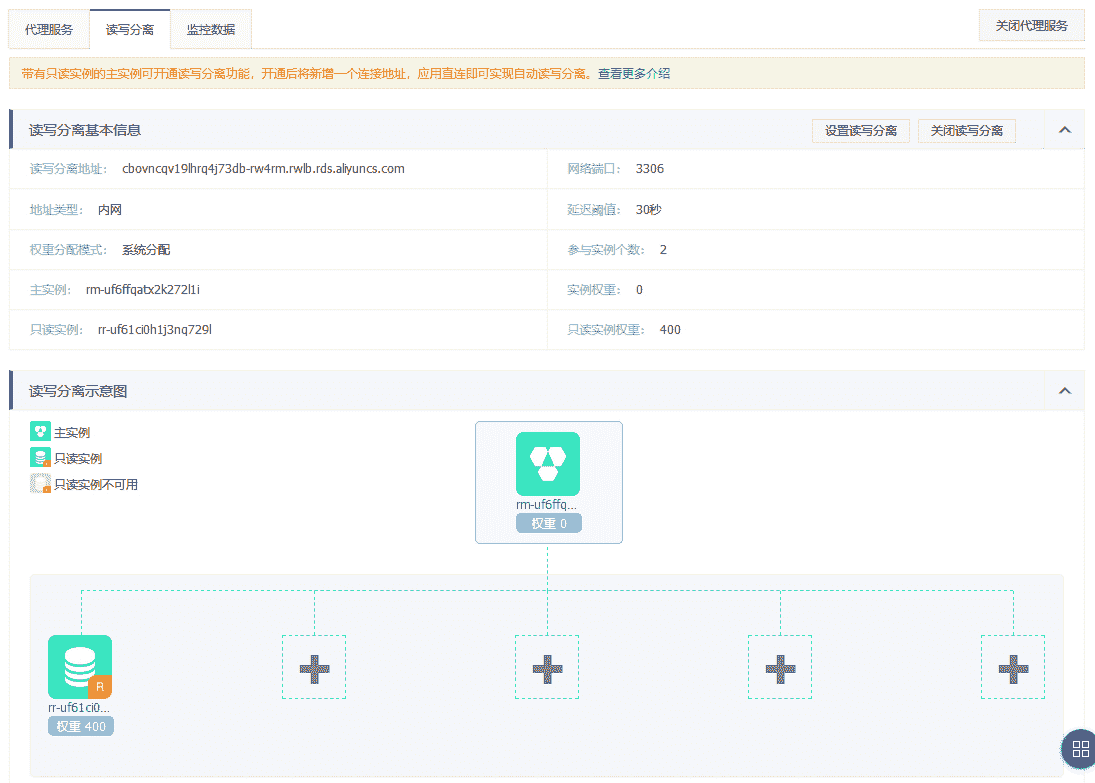 代理服务 读写分离 监控数据 关闭代理服务
带有只读实例的主实例可开通读写分离功能，开通后将新增一个连接地址，应用直连即可实现自动读写分离。查看更多介绍
读写分离基本信息 设置读写分离 关闭读写分离
读写分离地址： cbovncqv19lhrq4j73db-rw4rm.rwlb.rds.aliyuncs.com 网络端口： 3306
地址类型： 内网 延迟阈值： 30秒
权重分配模式： 系统分配 参与实例个数： 2
主实例： rm-uf6ffqatx2k272l1i 实例权重： 0
只读实例： rr-uf61ci0h1j3nq729l 只读实例权重： 400
读写分离示意图
主实例
只读实例
只读实例不可用
rm-uf6ffq...
权重 0
R
rr-uf61ci0...
权重 400